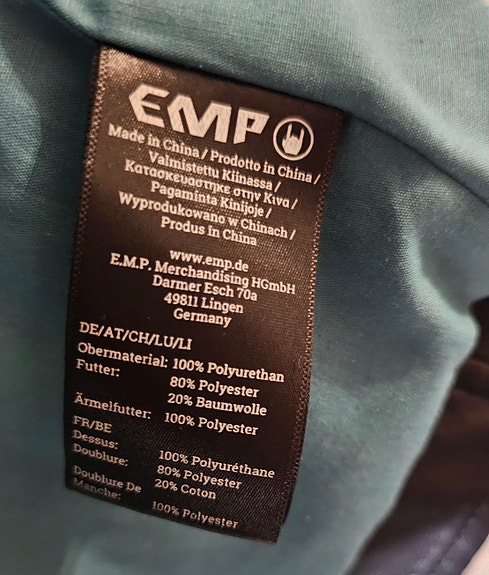 EMP
Made in China / Prodotto in China /
Valmistettu Kiinassa /
Κατασκευάστηκε στην Κίνα /
Pagaminta Kinijoje /
Wyprodukowano w Chinach /
Produs in China
www.emp.de
E.M.P. Merchandising HGmbH
Darmer Esch 70a
49811 Lingen
Germany
DE/AT/CH/LU/LI
Obermaterial: 100% Polyurethan
Futter: 80% Polyester
20% Baumwolle
Ärmelfutter: 100% Polyester
FR/BE
Dessus: 100% Polyuréthane
Doublure: 80% Polyester
20% Coton
Doublure De
Manche: 100% Polyester